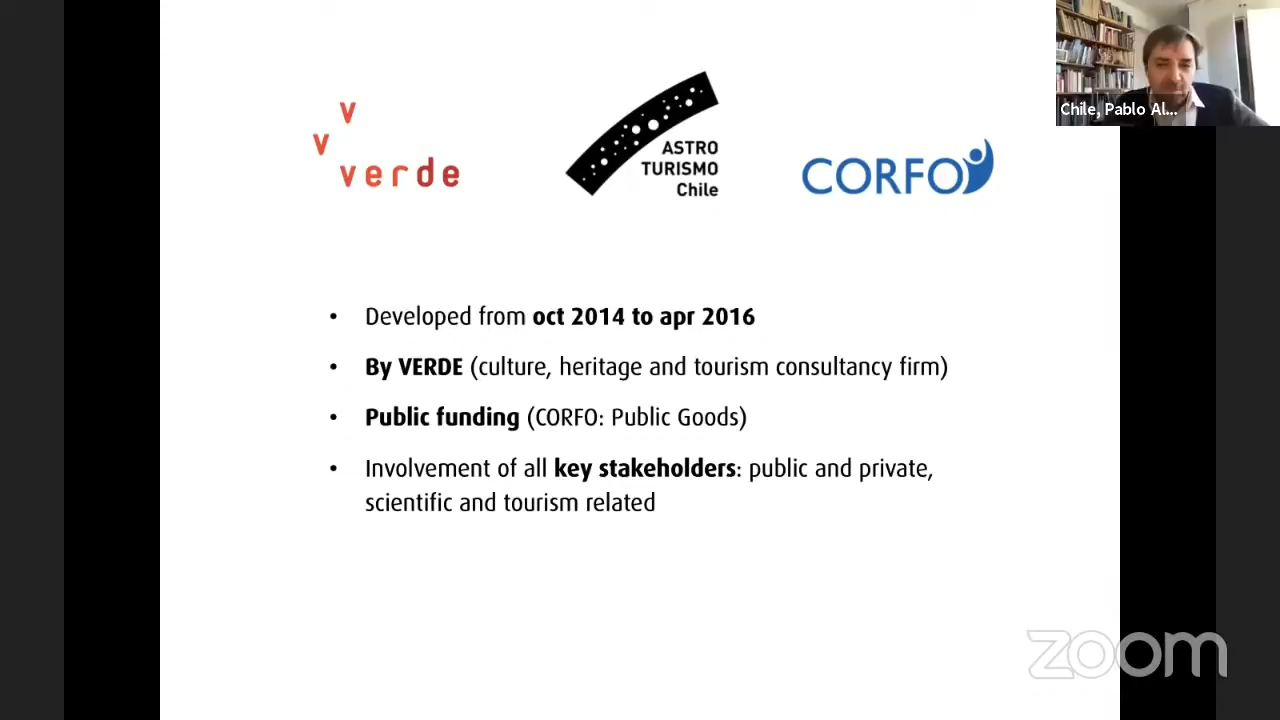 v
v
verde
ASTRO
TURISMO
Chile
CORFO
Chile, Pablo Al...
• Developed from oct 2014 to apr 2016
• By VERDE (culture, heritage and tourism consultancy firm)
• Public funding (CORFO: Public Goods)
• Involvement of all key stakeholders: public and private,
scientific and tourism related
zoom